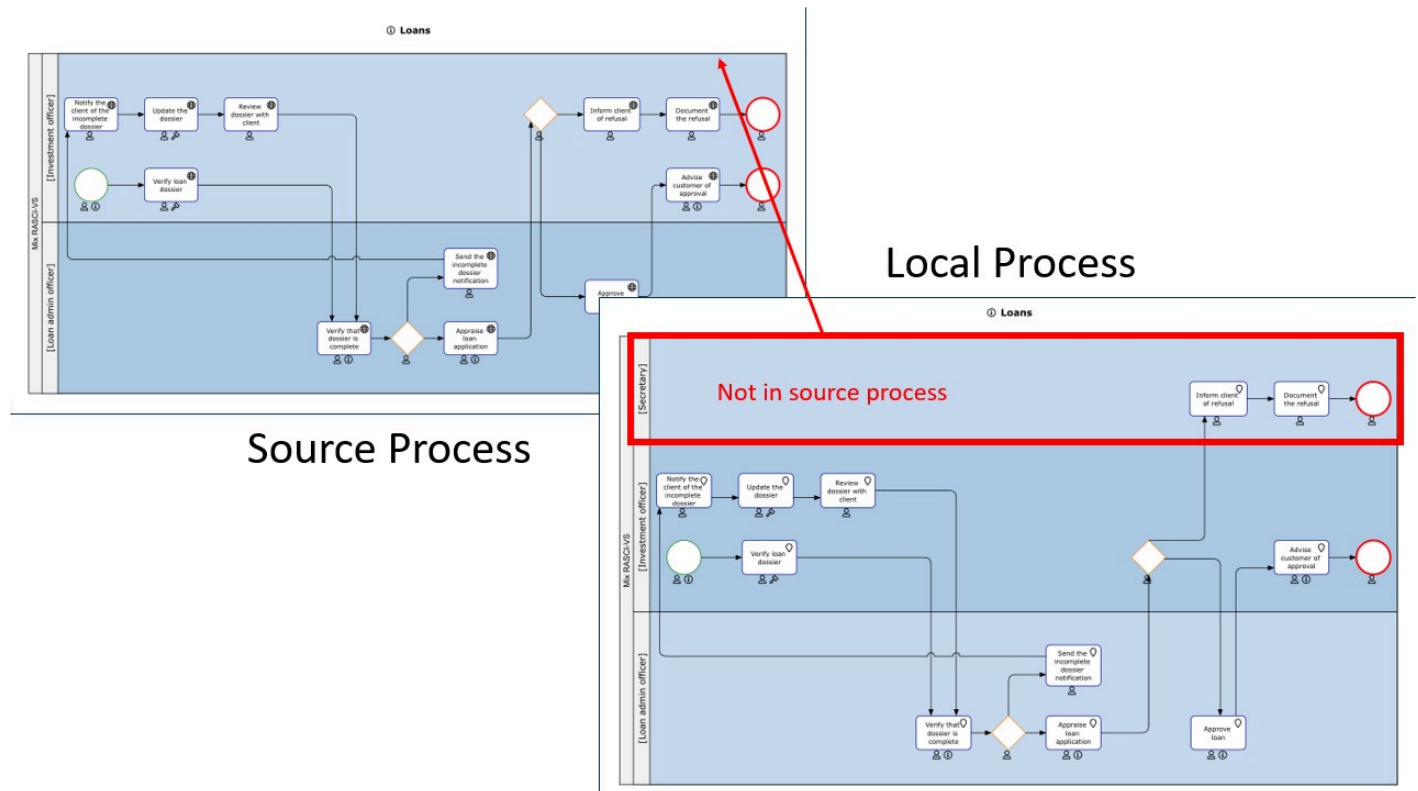 Loans
Mix RASCI-VS
[Investment officer]
Notify the
client of the
incomplete
dossier
Update the
dossier
Review
dossier with
client
Inform client
of refusal
Document
the refusal
Verify loan
dossier
Advise
customer of
approval
[Loan admin officer]
Send the
incomplete
dossier
notification
Approve
Verify that
dossier is
complete
Appraise
loan
application
Source Process
Local Process
Loans
Mix RASCI-VS
[Secretary]
Not in source process
Inform client
of refusal
Document
the refusal
[Investment officer]
Notify the
client of the
incomplete
dossier
Update the
dossier
Review
dossier with
client
Verify loan
dossier
Advise
customer of
approval
[Loan admin officer]
Send the
incomplete
dossier
notification
Verify that
dossier is
complete
Appraise
loan
application
Approve
loan